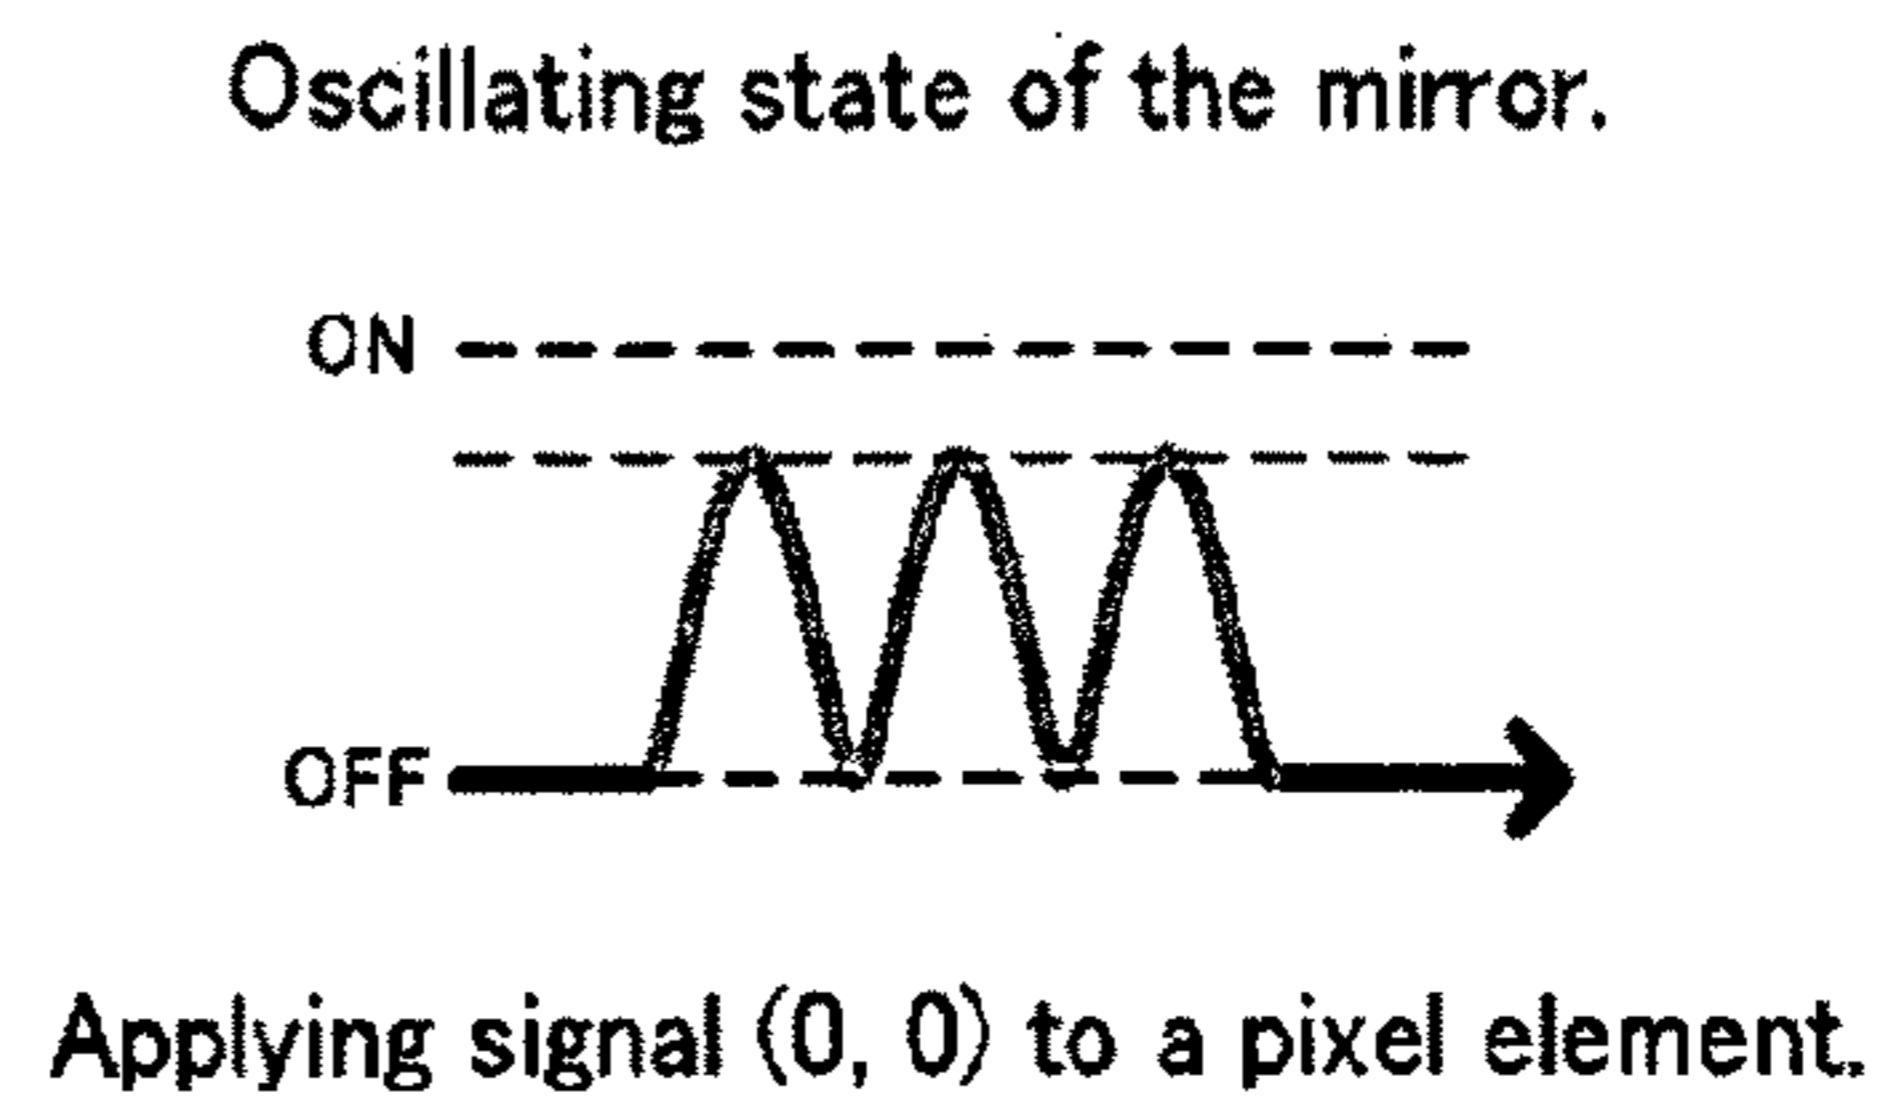 Oscillating state of the mirror.
ON
OFF
Applying signal (0, 0) to a pixel element.